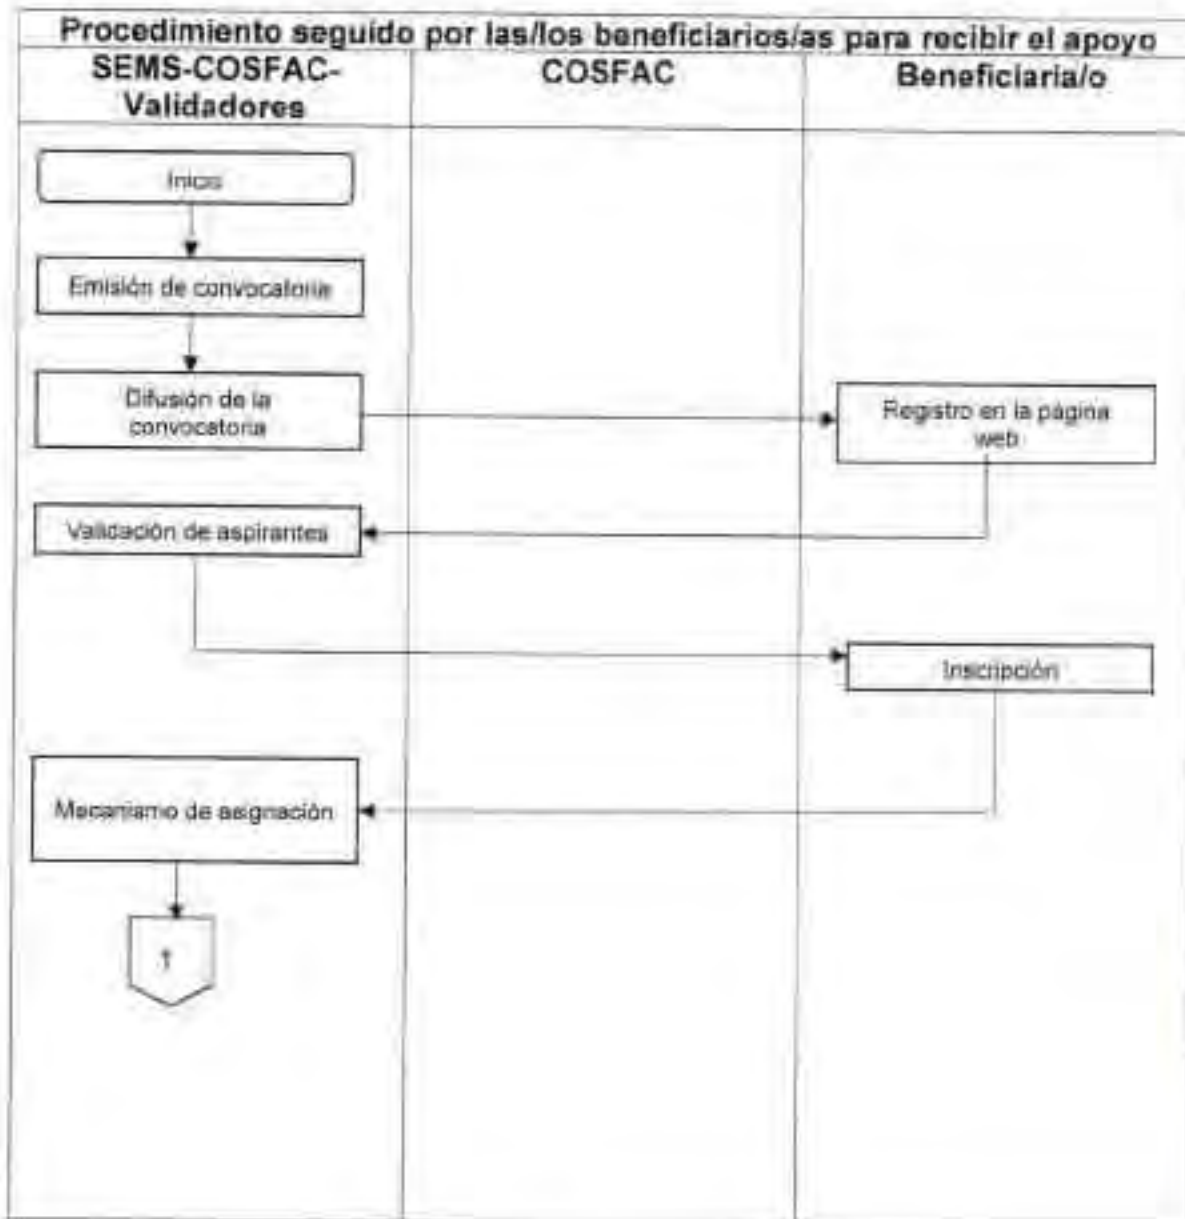 Procedimiento seguido por las/los beneficiarios/as para recibir el apoyo
SEMS-COSFAC-
Validadores
COSFAC
Beneficiaria/o
Inicio
Emisión de convocatoria
Difusión de la
convocatoria
Registro en la página
web
Validación de aspirantes
Inscripción
Mecanismo de asignación
1